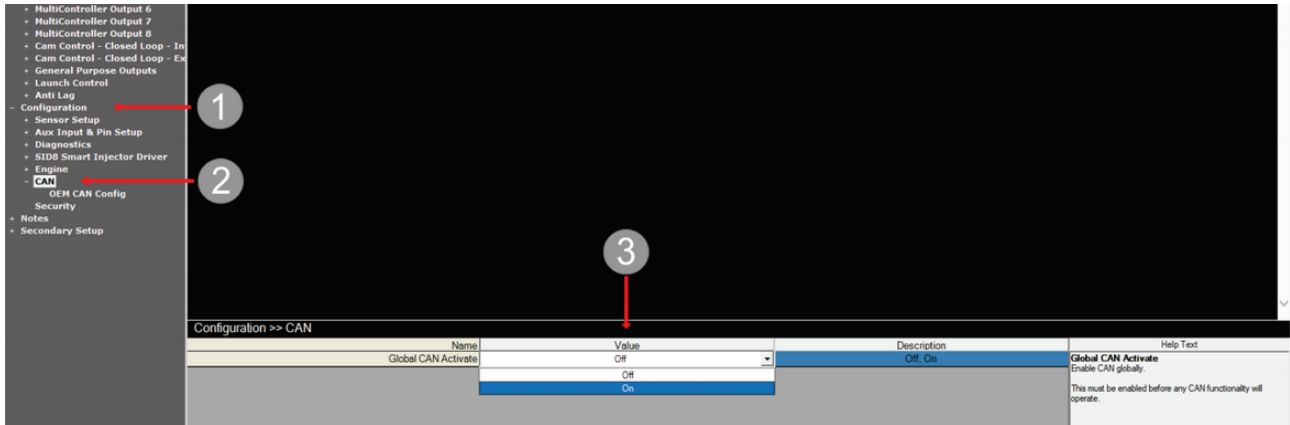 + MultiController Output 6
+ MultiController Output 7
+ MultiController Output 8
+ Cam Control - Closed Loop - In
+ Cam Control - Closed Loop - Ex
+ General Purpose Outputs
+ Launch Control
+ Anti Lag
- Configuration
+ Sensor Setup
+ Aux Input & Pin Setup
+ Diagnostics
+ SID8 Smart Injector Driver
+ Engine
- CAN
OEM CAN Config
Security
+ Notes
+ Secondary Setup
1
2
3
Configuration >> CAN
Name Value Description Help Text
Global CAN Activate Off Off, On
Off
On
Global CAN Activate
Enable CAN globally.
This must be enabled before any CAN functionality will
operate.